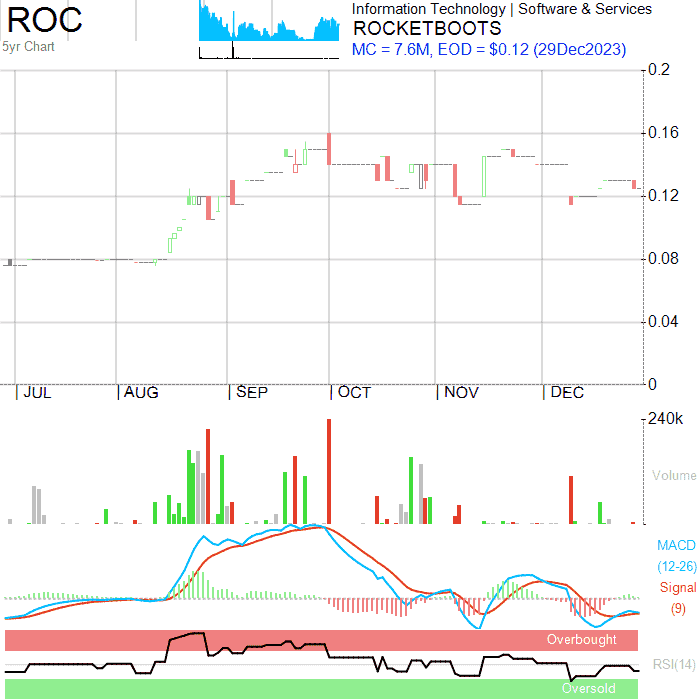 ROC
5yr Chart
Information Technology | Software & Services
ROCKETBOOTS
MC = 7.6M, EOD = $0.12 (29Dec2023)
0.2
0.16
0.12
0.08
0.04
0
| JUL | AUG | SEP | OCT | NOV | DEC
240k
Volume
MACD
(12-26)
Signal
(9)
Overbought
RSI(14)
Oversold